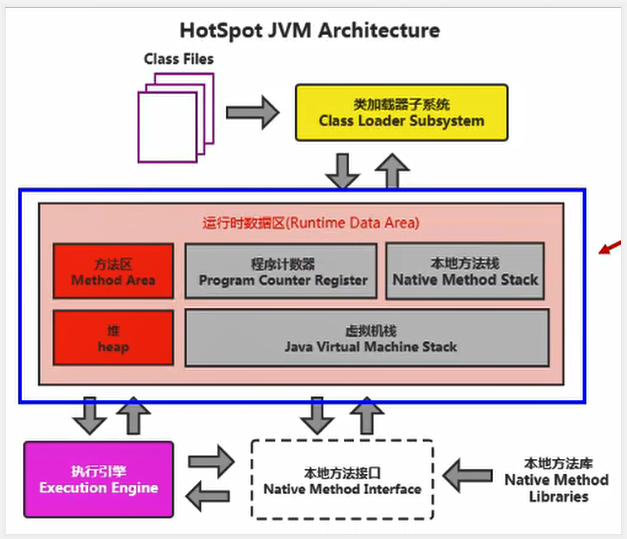 HotSpot JVM Architecture
Class Files
类加载器子系统
Class Loader Subsystem
运行时数据区(Runtime Data Area)
方法区
Method Area
程序计数器
Program Counter Register
本地方法栈
Native Method Stack
堆
heap
虚拟机栈
Java Virtual Machine Stack
执行引擎
Execution Engine
本地方法接口
Native Method Interface
本地方法库
Native Method
Libraries